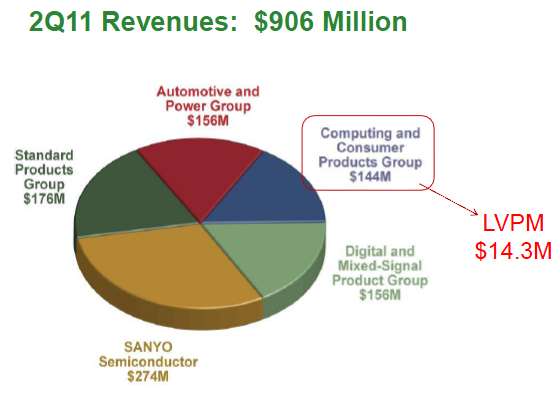 2Q11 Revenues: $906 Million
Automotive and
Power Group
$156M
Computing and
Consumer
Products Group
$144M
Standard
Products
Group
$176M
LVPM
$14.3M
Digital and
Mixed-Signal
Product Group
$156M
SANYO
Semiconductor
$274M